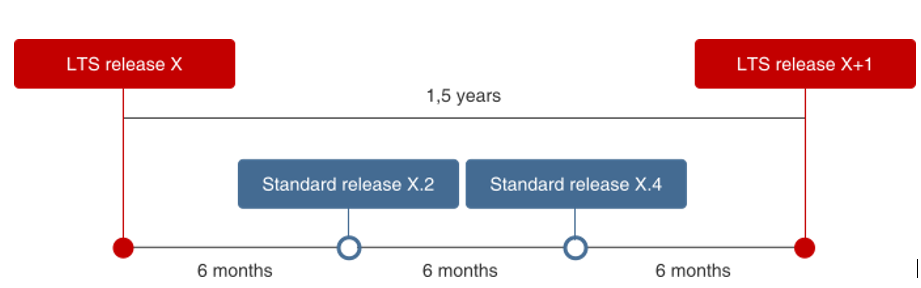 LTS release X
LTS release X+1
1,5 years
Standard release X.2
Standard release X.4
6 months
6 months
6 months